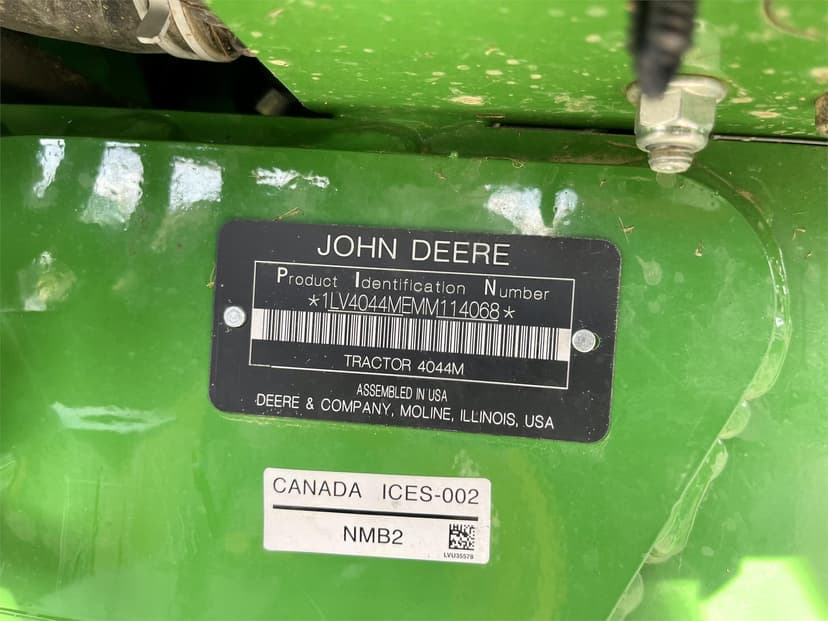 JOHN DEERE
Product Identification Number
*1LV4044MEMM114068*
TRACTOR 4044M
ASSEMBLED IN USA
DEERE & COMPANY, MOLINE, ILLINOIS, USA
CANADA ICES-002
NMB2
LVU35578